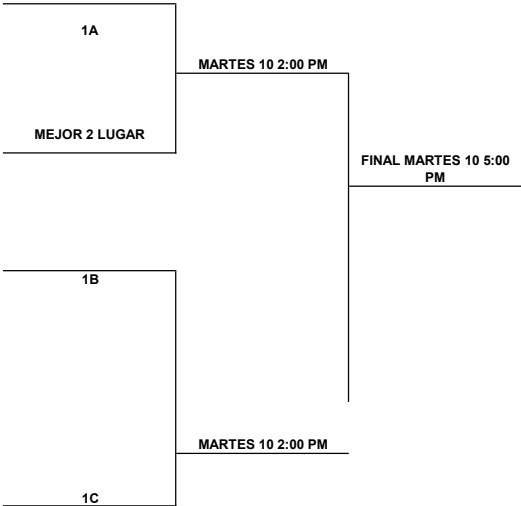 1A
MARTES 10 2:00 PM
MEJOR 2 LUGAR
FINAL MARTES 10 5:00
PM
1B
MARTES 10 2:00 PM
1C